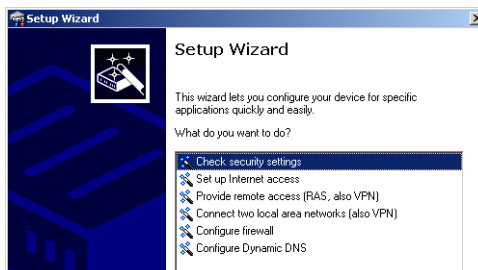 Setup Wizard
Setup Wizard
This wizard lets you configure your device for specific
applications quickly and easily.
What do you want to do?
Check security settings
Set up Internet access
Provide remote access (RAS, also VPN)
Connect two local area networks (also VPN)
Configure firewall
Configure Dynamic DNS